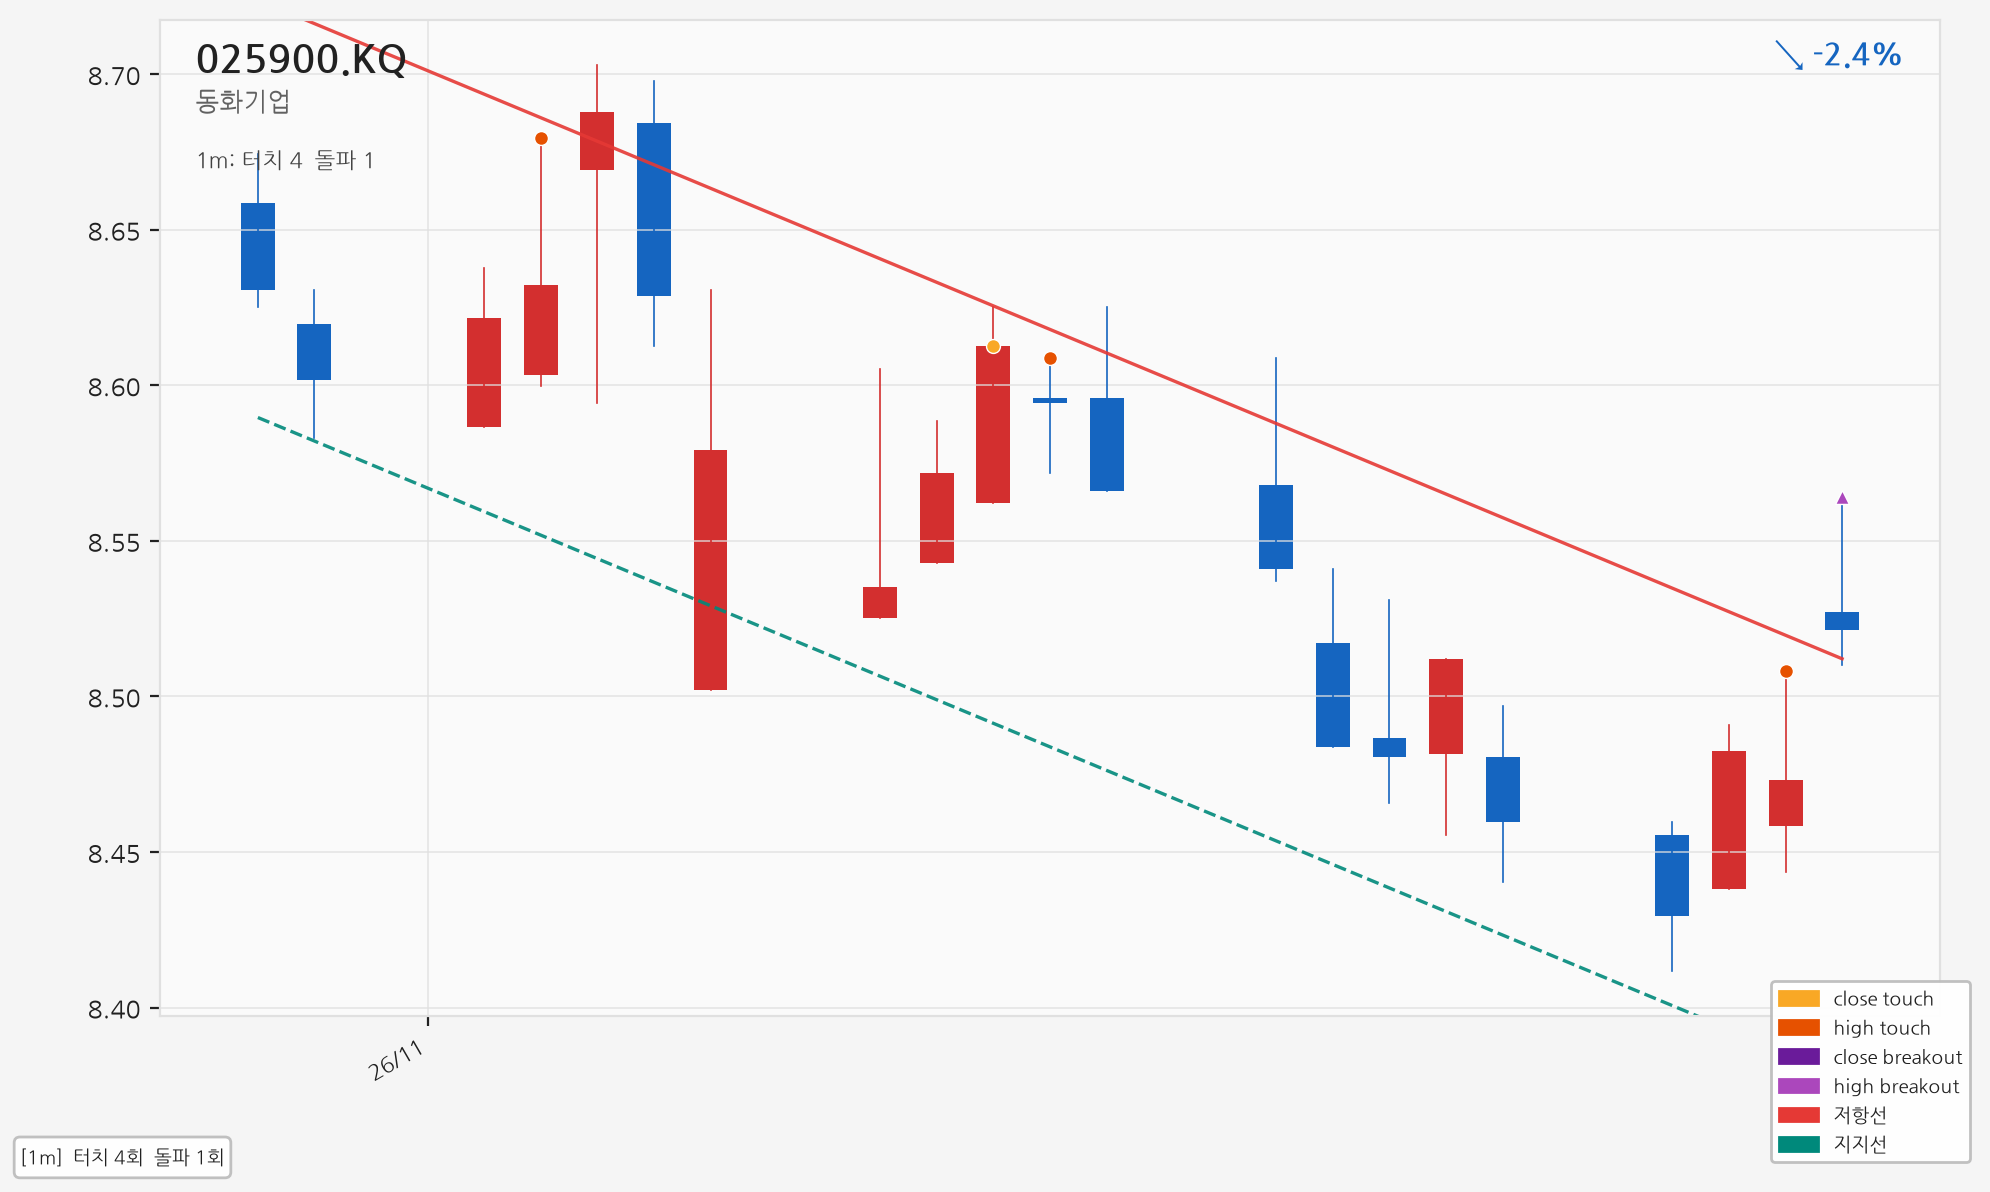 025900.KQ
동화기업
1m: 터치 4 돌파 1
-2.4%
8.70
8.65
8.60
8.55
8.50
8.45
8.40
26/11
close touch
high touch
close breakout
high breakout
저항선
지지선
[1m] 터치 4회 돌파 1회